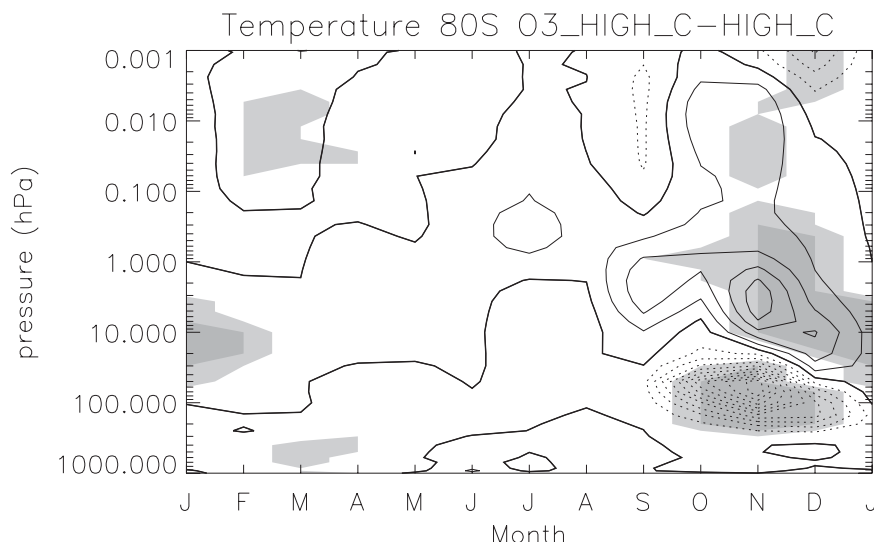 Temperature 80S O3_HIGH_C-HIGH_C
0.001
0.010
0.100
1.000
10.000
100.000
1000.000
pressure (hPa)
J F M A M J J A S O N D J
Month